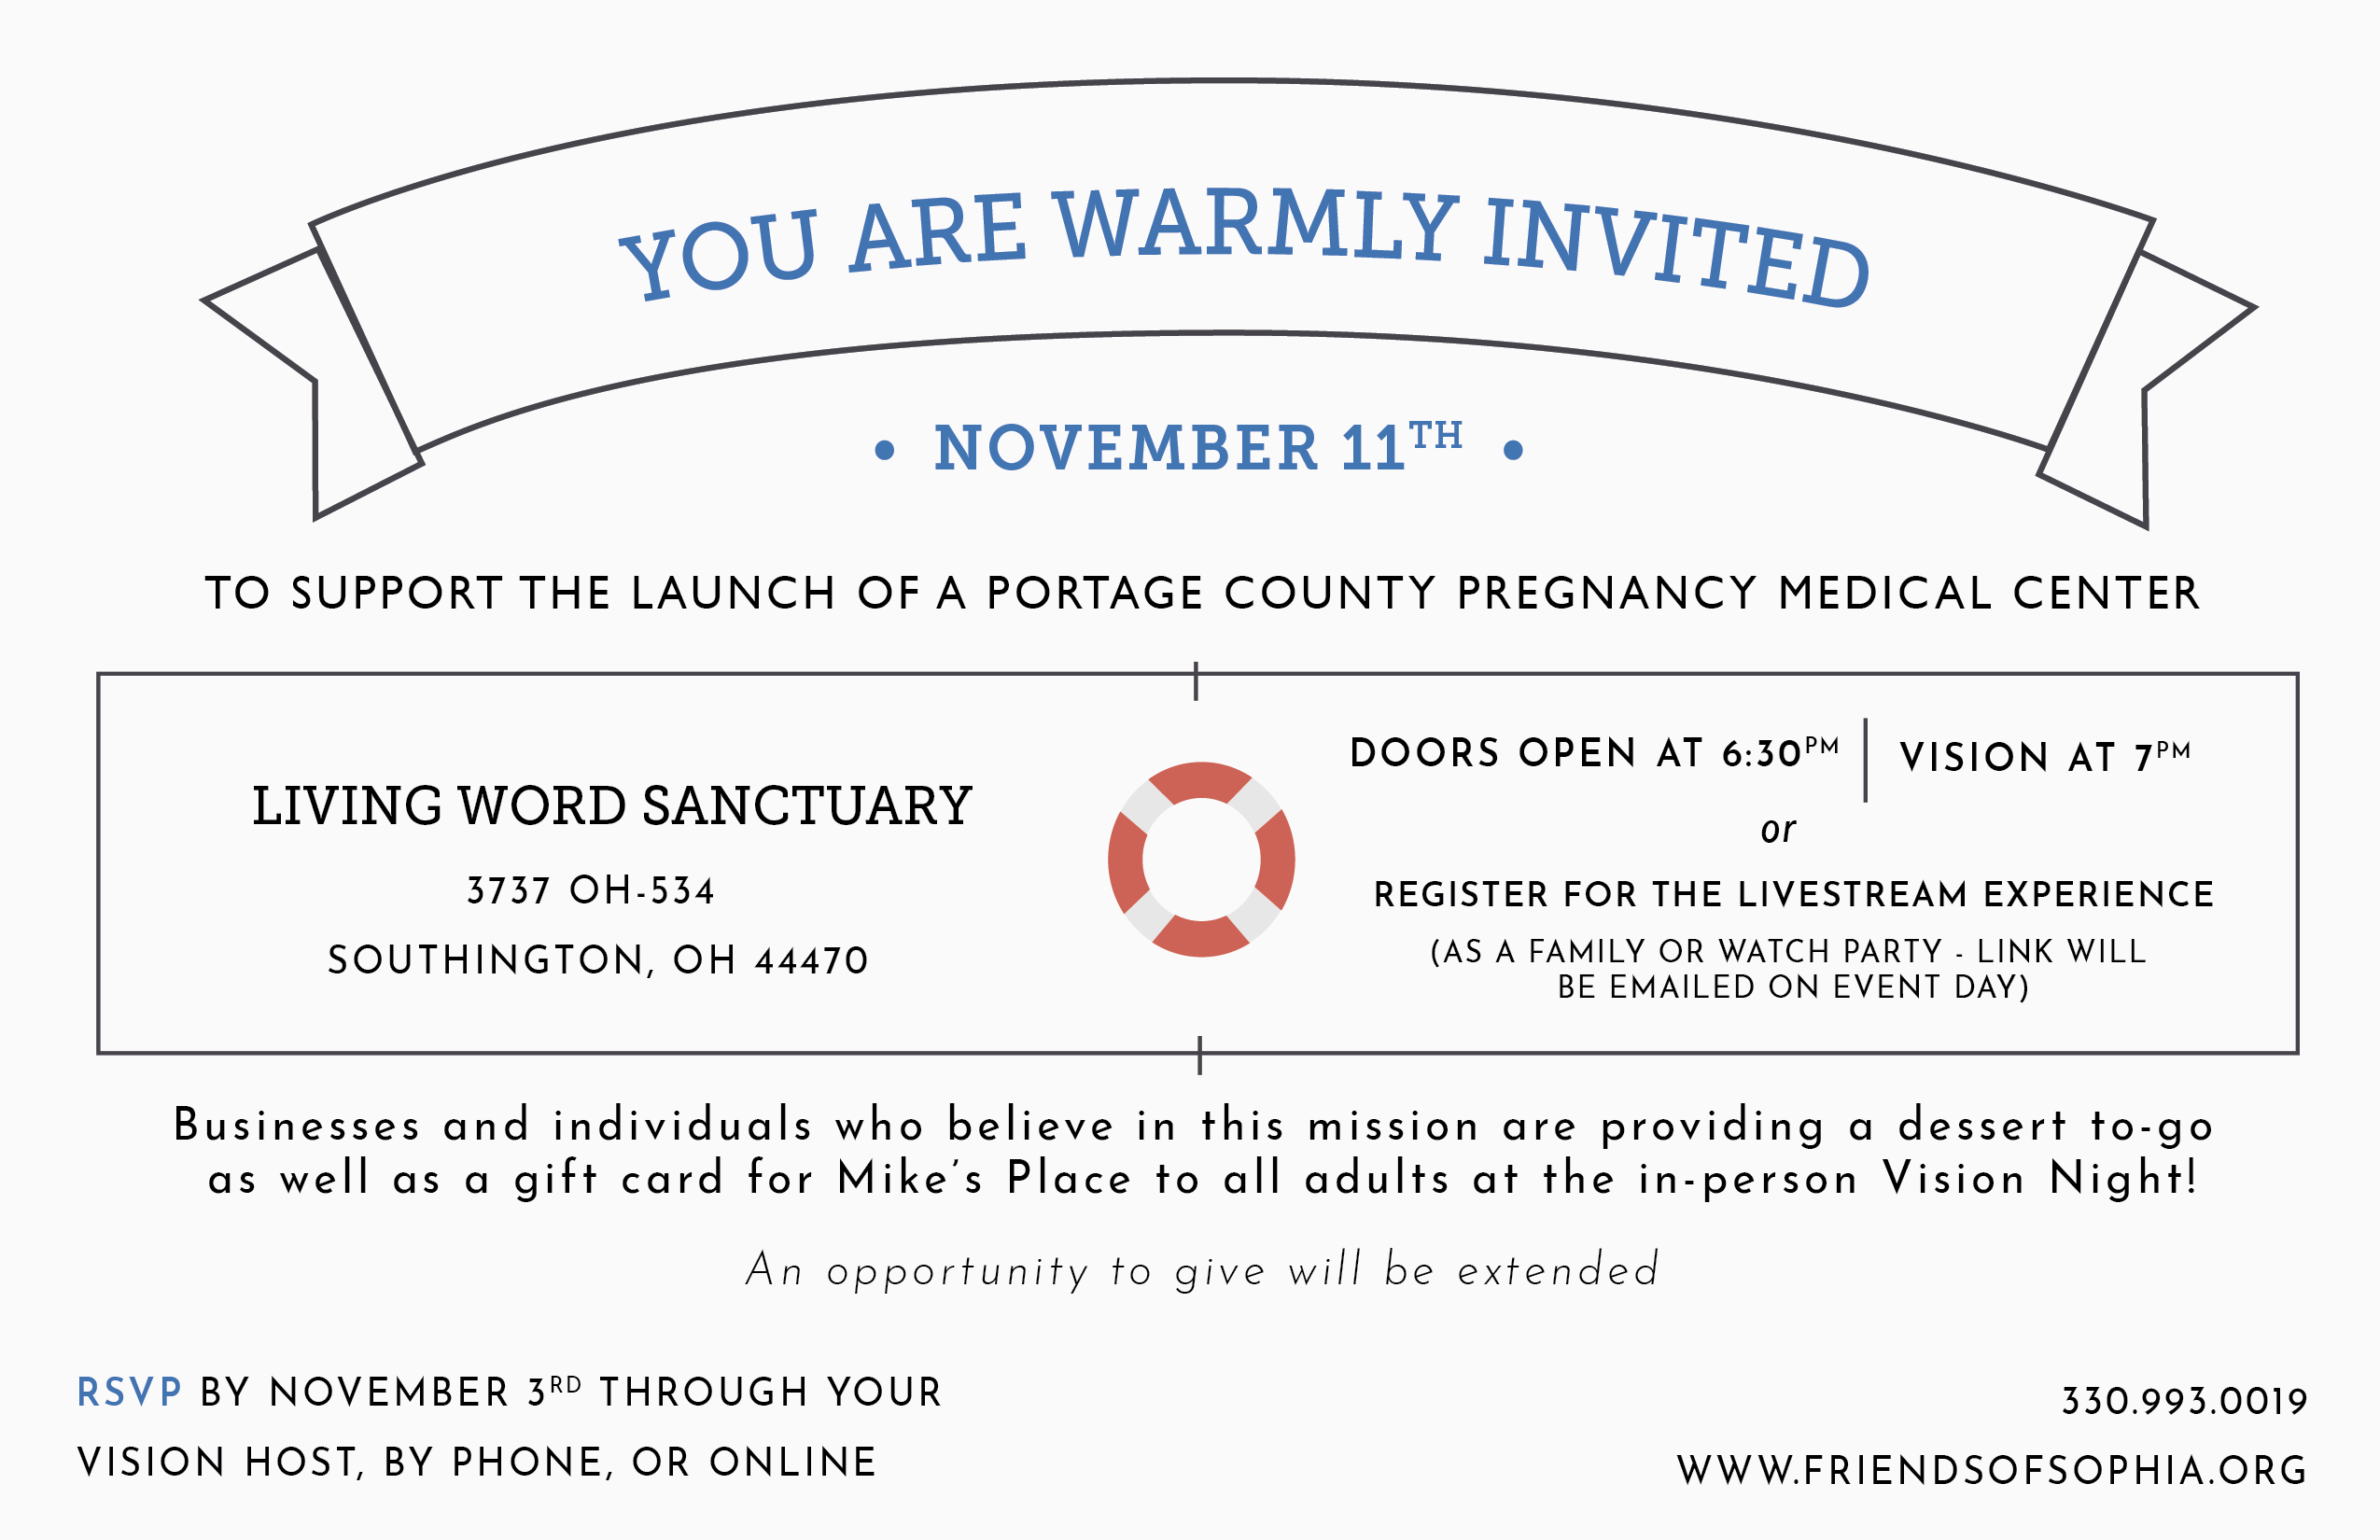 YOU ARE WARMLY INVITED
• NOVEMBER 11TH •
TO SUPPORT THE LAUNCH OF A PORTAGE COUNTY PREGNANCY MEDICAL CENTER
LIVING WORD SANCTUARY
3737 OH-534
SOUTHINGTON, OH 44470
DOORS OPEN AT 6:30PM | VISION AT 7PM
or
REGISTER FOR THE LIVESTREAM EXPERIENCE
(AS A FAMILY OR WATCH PARTY - LINK WILL
BE EMAILED ON EVENT DAY)
Businesses and individuals who believe in this mission are providing a dessert to-go
as well as a gift card for Mike's Place to all adults at the in-person Vision Night!
An opportunity to give will be extended
RSVP BY NOVEMBER 3RD THROUGH YOUR
VISION HOST, BY PHONE, OR ONLINE
330.993.0019
WWW.FRIENDSOFSOPHIA.ORG